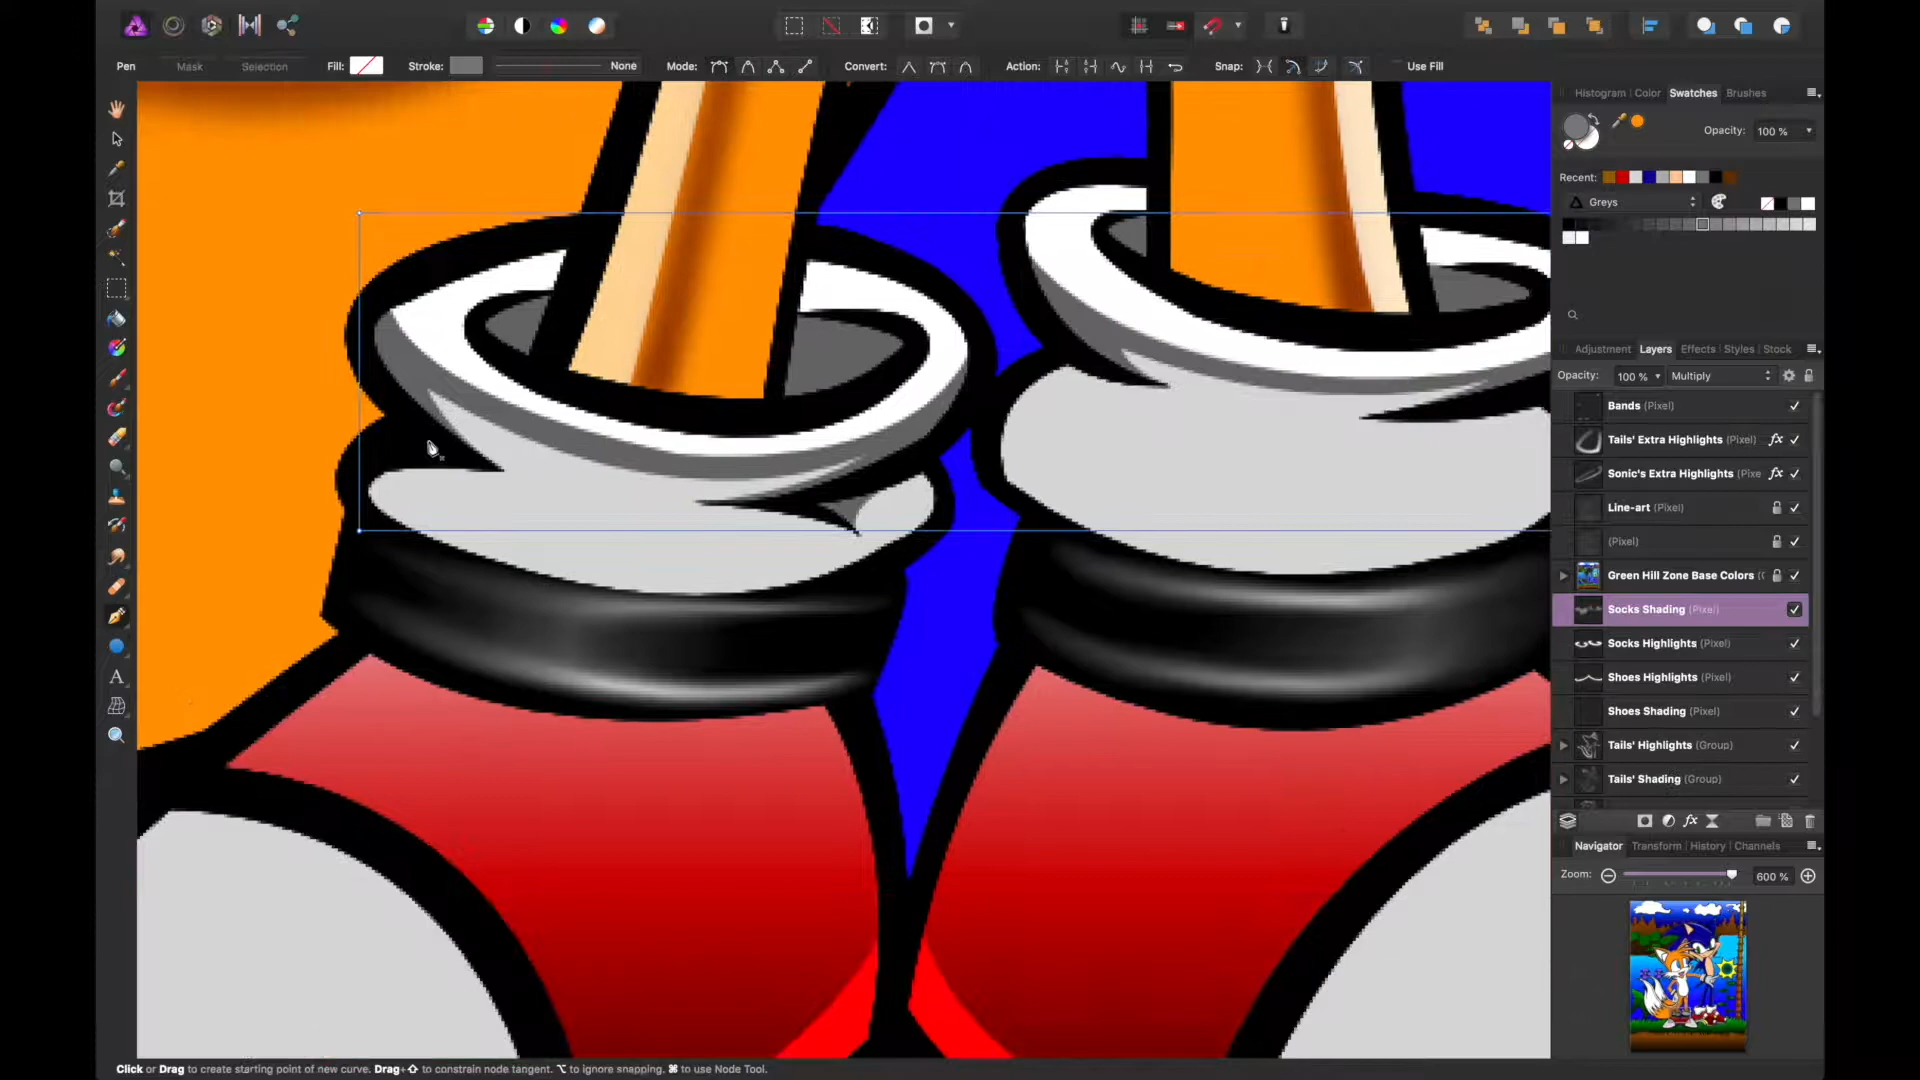 Pen Mask Selection Fill: Stroke: None Mode: Convert: Action: Snap: Use Fill
Histogram Color Swatches Brushes
Opacity: 100 %
Recent:
Greys
Adjustment Layers Effects Styles Stock
Opacity: 100 % Multiply
Bands (Pixel)
Tails' Extra Highlights (Pixel) fx
Sonic's Extra Highlights (Pixe fx
Line-art (Pixel)
(Pixel)
Green Hill Zone Base Colors (
Socks Shading (Pixel)
Socks Highlights (Pixel)
Shoes Highlights (Pixel)
Shoes Shading (Pixel)
Tails' Highlights (Group)
Tails' Shading (Group)
fx
Navigator Transform History Channels
Zoom: 600 %
A
Click or Drag to create starting point of new curve. Drag+⇧ to constrain node tangent. ⌥ to ignore snapping. ⌘ to use Node Tool.